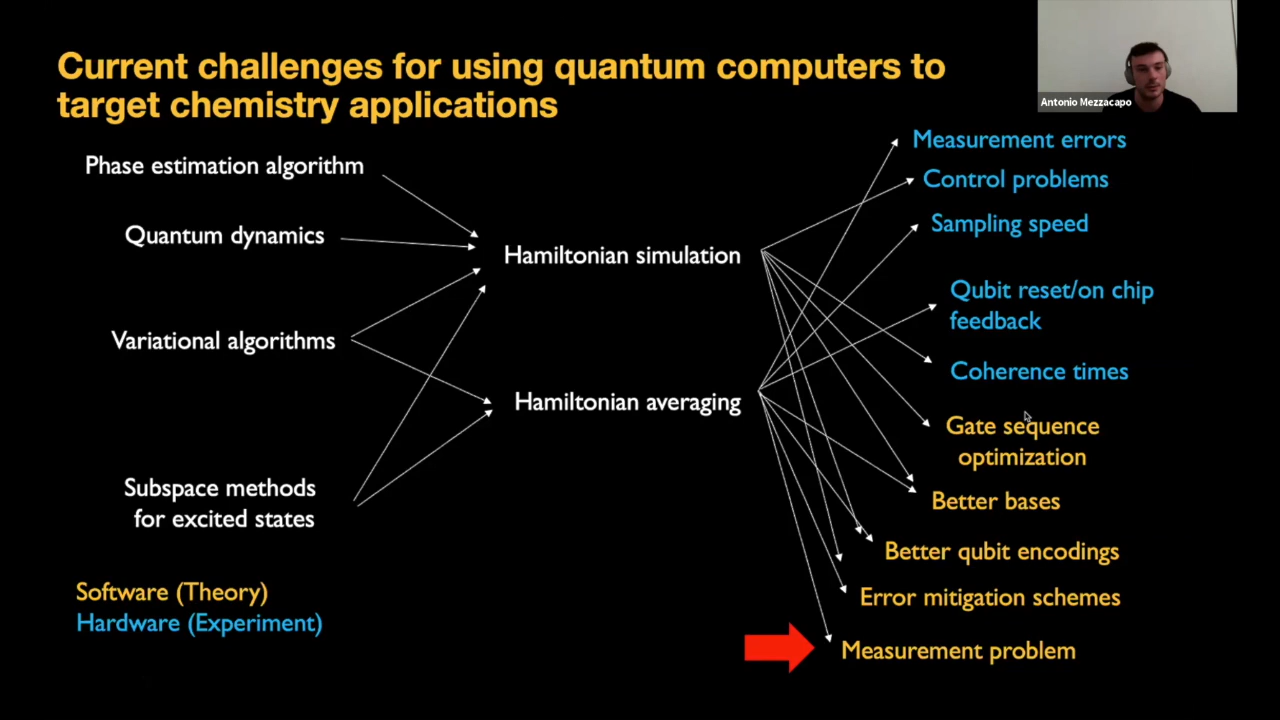 Current challenges for using quantum computers to
target chemistry applications
Antonio Mezzacapo
Phase estimation algorithm
Quantum dynamics
Variational algorithms
Subspace methods
for excited states
Software (Theory)
Hardware (Experiment)
Hamiltonian simulation
Hamiltonian averaging
Measurement errors
Control problems
Sampling speed
Qubit reset/on chip
feedback
Coherence times
Gate sequence
optimization
Better bases
Better qubit encodings
Error mitigation schemes
Measurement problem